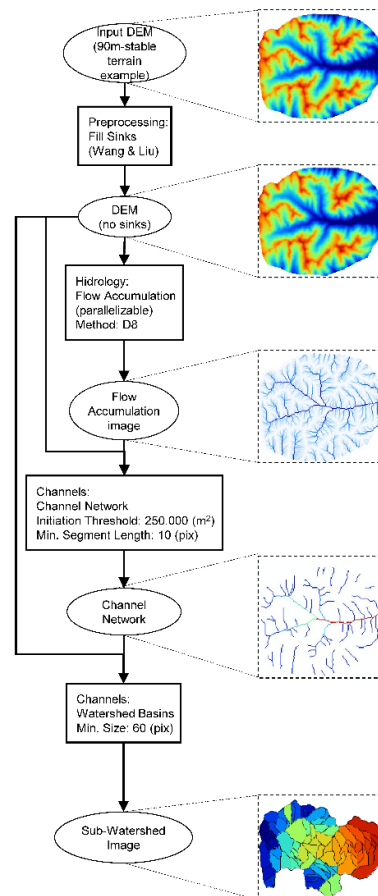 Input DEM
(90m-stable
terrain
example)
Preprocessing:
Fill Sinks
(Wang & Liu)
DEM
(no sinks)
Hidrology:
Flow Accumulation
(parallelizable)
Method: D8
Flow
Accumulation
image
Channels:
Channel Network
Initiation Threshold: 250.000 (m²)
Min. Segment Length: 10 (pix)
Channel
Network
Channels:
Watershed Basins
Min. Size: 60 (pix)
Sub-Watershed
Image